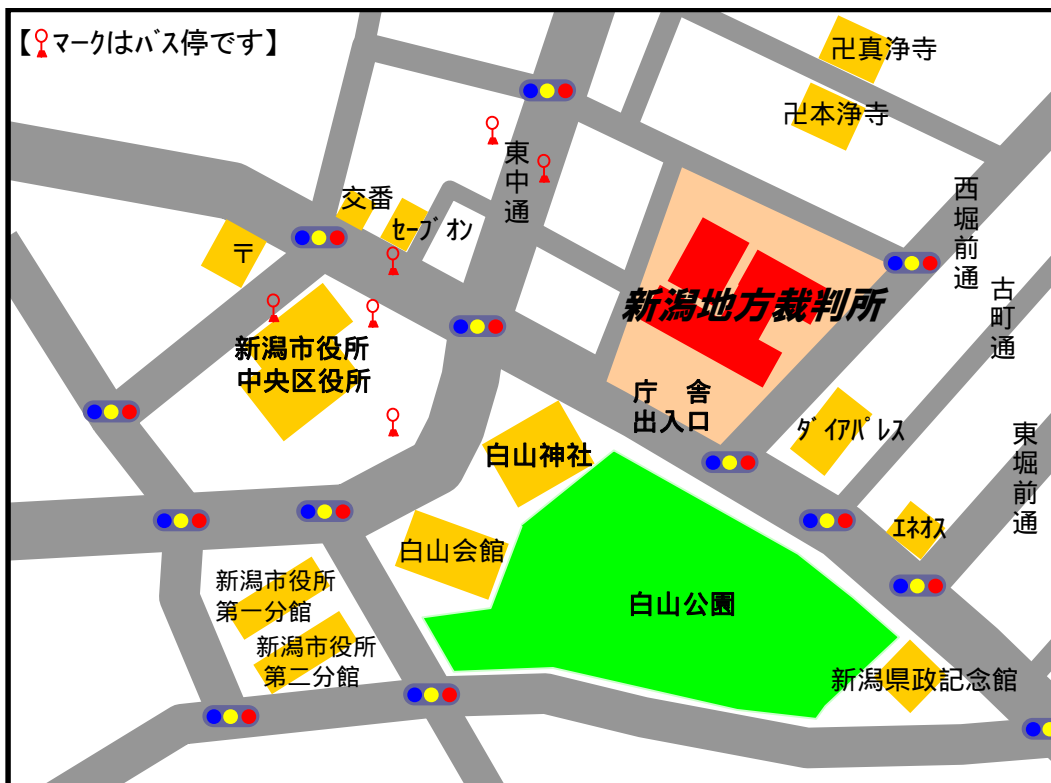 【マークはバス停です】
卍真浄寺
卍本浄寺
東中通
交番
セーブオン
〒
西堀前通
古町通
新潟地方裁判所
新潟市役所
中央区役所
庁　舎
出入口
ダイアパレス
東堀前通
白山神社
エネオス
白山会館
新潟市役所
第一分館
白山公園
新潟市役所
第二分館
新潟県政記念館